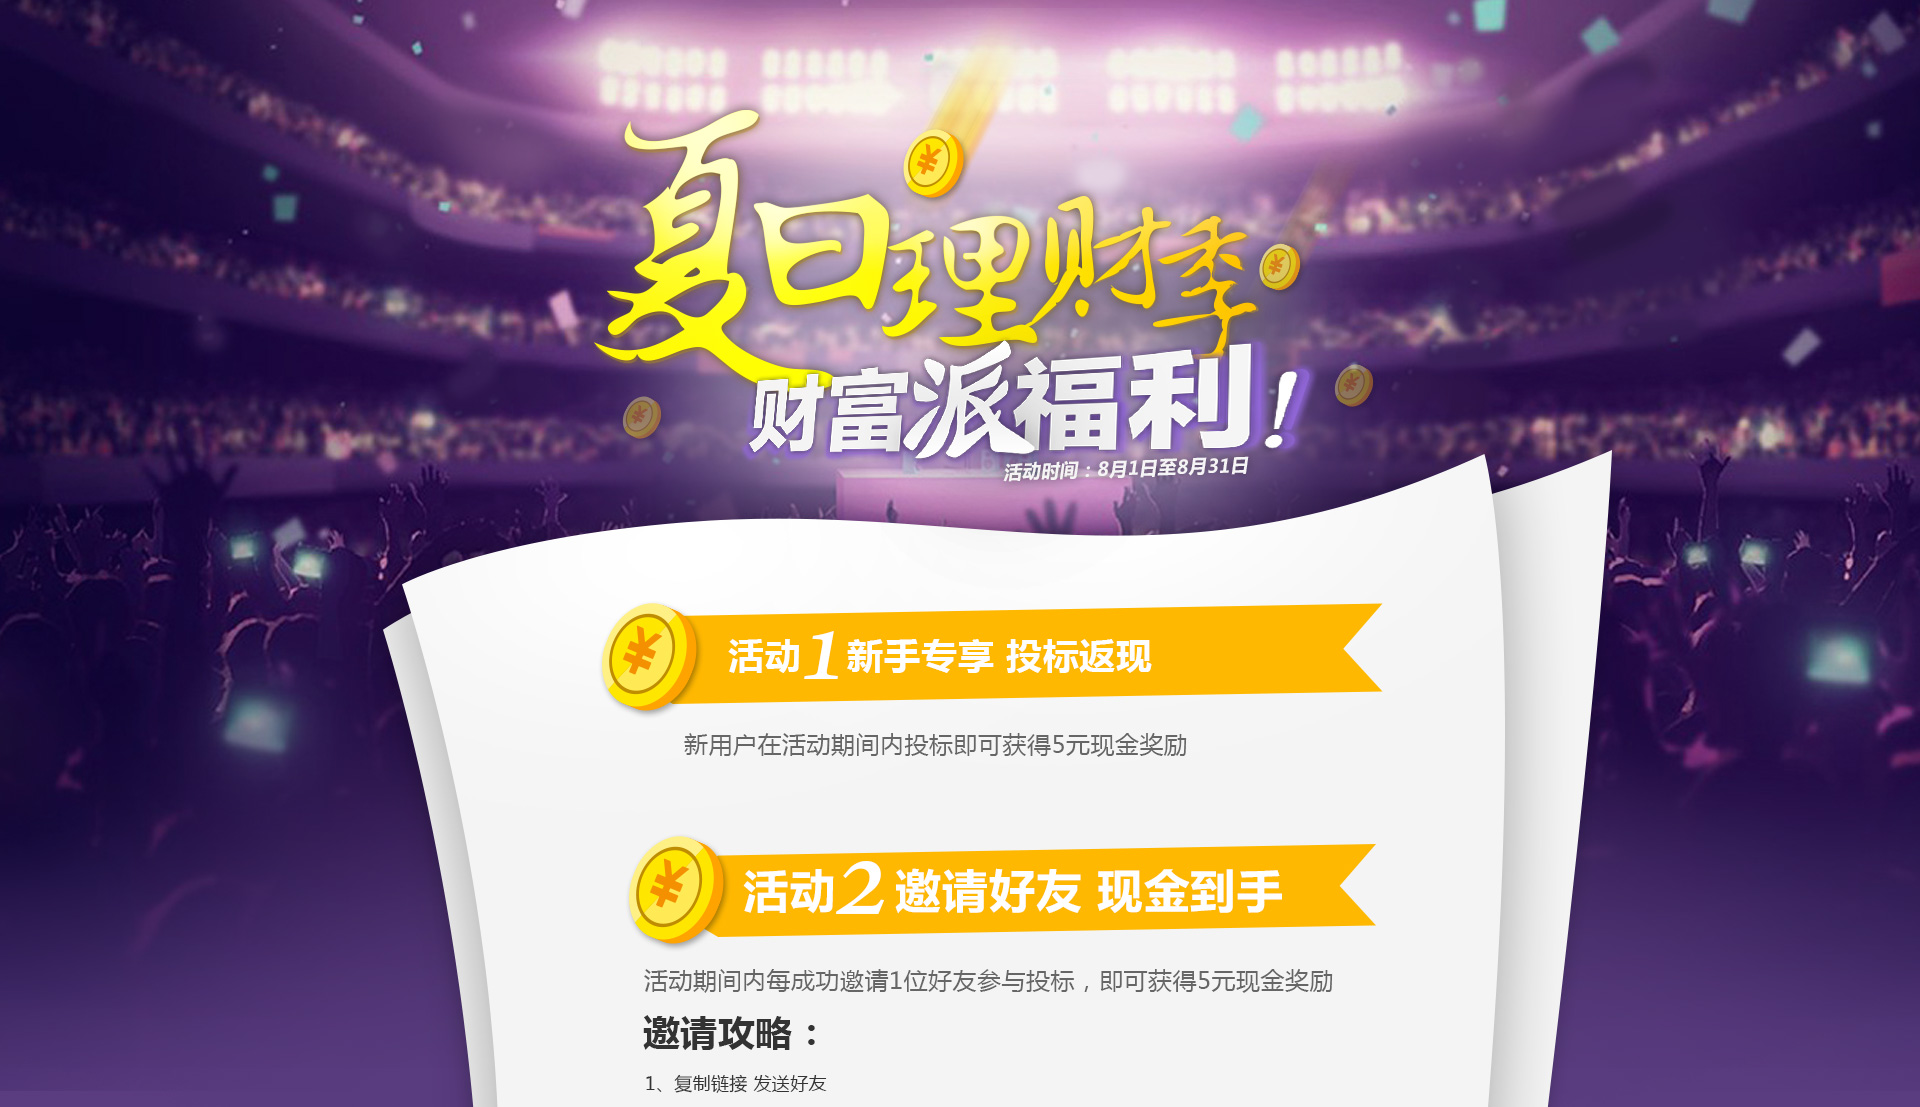 夏日理财季
财富派福利!
活动时间：8月1日至8月31日
活动1新手专享 投标返现
新用户在活动期间内投标即可获得5元现金奖励
活动2邀请好友 现金到手
活动期间内每成功邀请1位好友参与投标，即可获得5元现金奖励
邀请攻略：
1、复制链接 发送好友